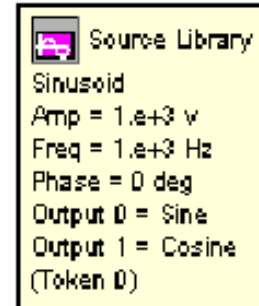 Source Library
Sinusoid
Amp = 1.e+3 v
Freq = 1.e+3 Hz
Phase = 0 deg
Output 0 = Sine
Output 1 = Cosine
(Token 0)